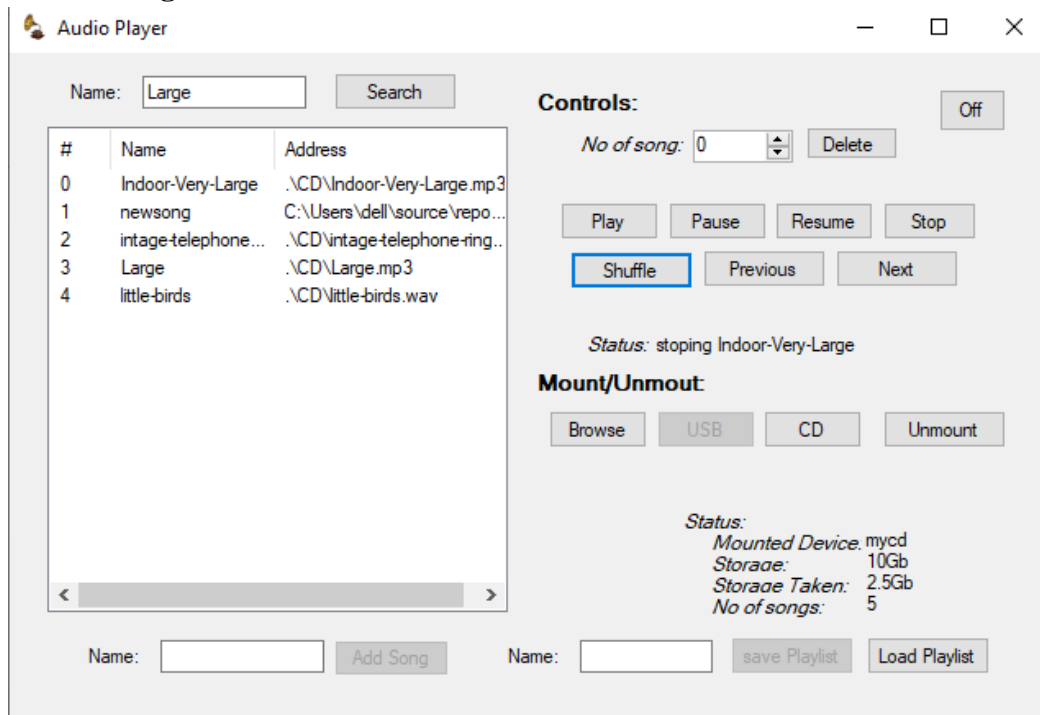 Audio Player
Name: Large Search
# Name Address
0 Indoor-Very-Large .\CD\Indoor-Very-Large.mp3
1 newsong C:\Users\dell\source\repo...
2 intage-telephone... .\CD\intage-telephone-ring...
3 Large .\CD\Large.mp3
4 little-birds .\CD\little-birds.wav
Name: Add Song
Controls: Off
No of song: 0 Delete
Play Pause Resume Stop
Shuffle Previous Next
Status: stoping Indoor-Very-Large
Mount/Unmout:
Browse USB CD Unmount
Status:
Mounted Device: mycd
Storage: 10Gb
Storage Taken: 2.5Gb
No of songs: 5
Name: save Playlist Load Playlist